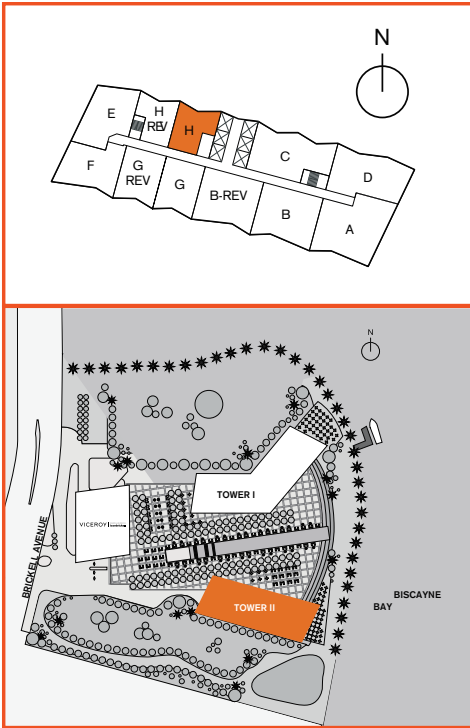 N
E
H
REV
H
C
D
F
G
REV
G
B-REV
B
A
N
TOWER I
VICEROY
BRICKELL AVENUE
TOWER II
BISCAYNE
BAY